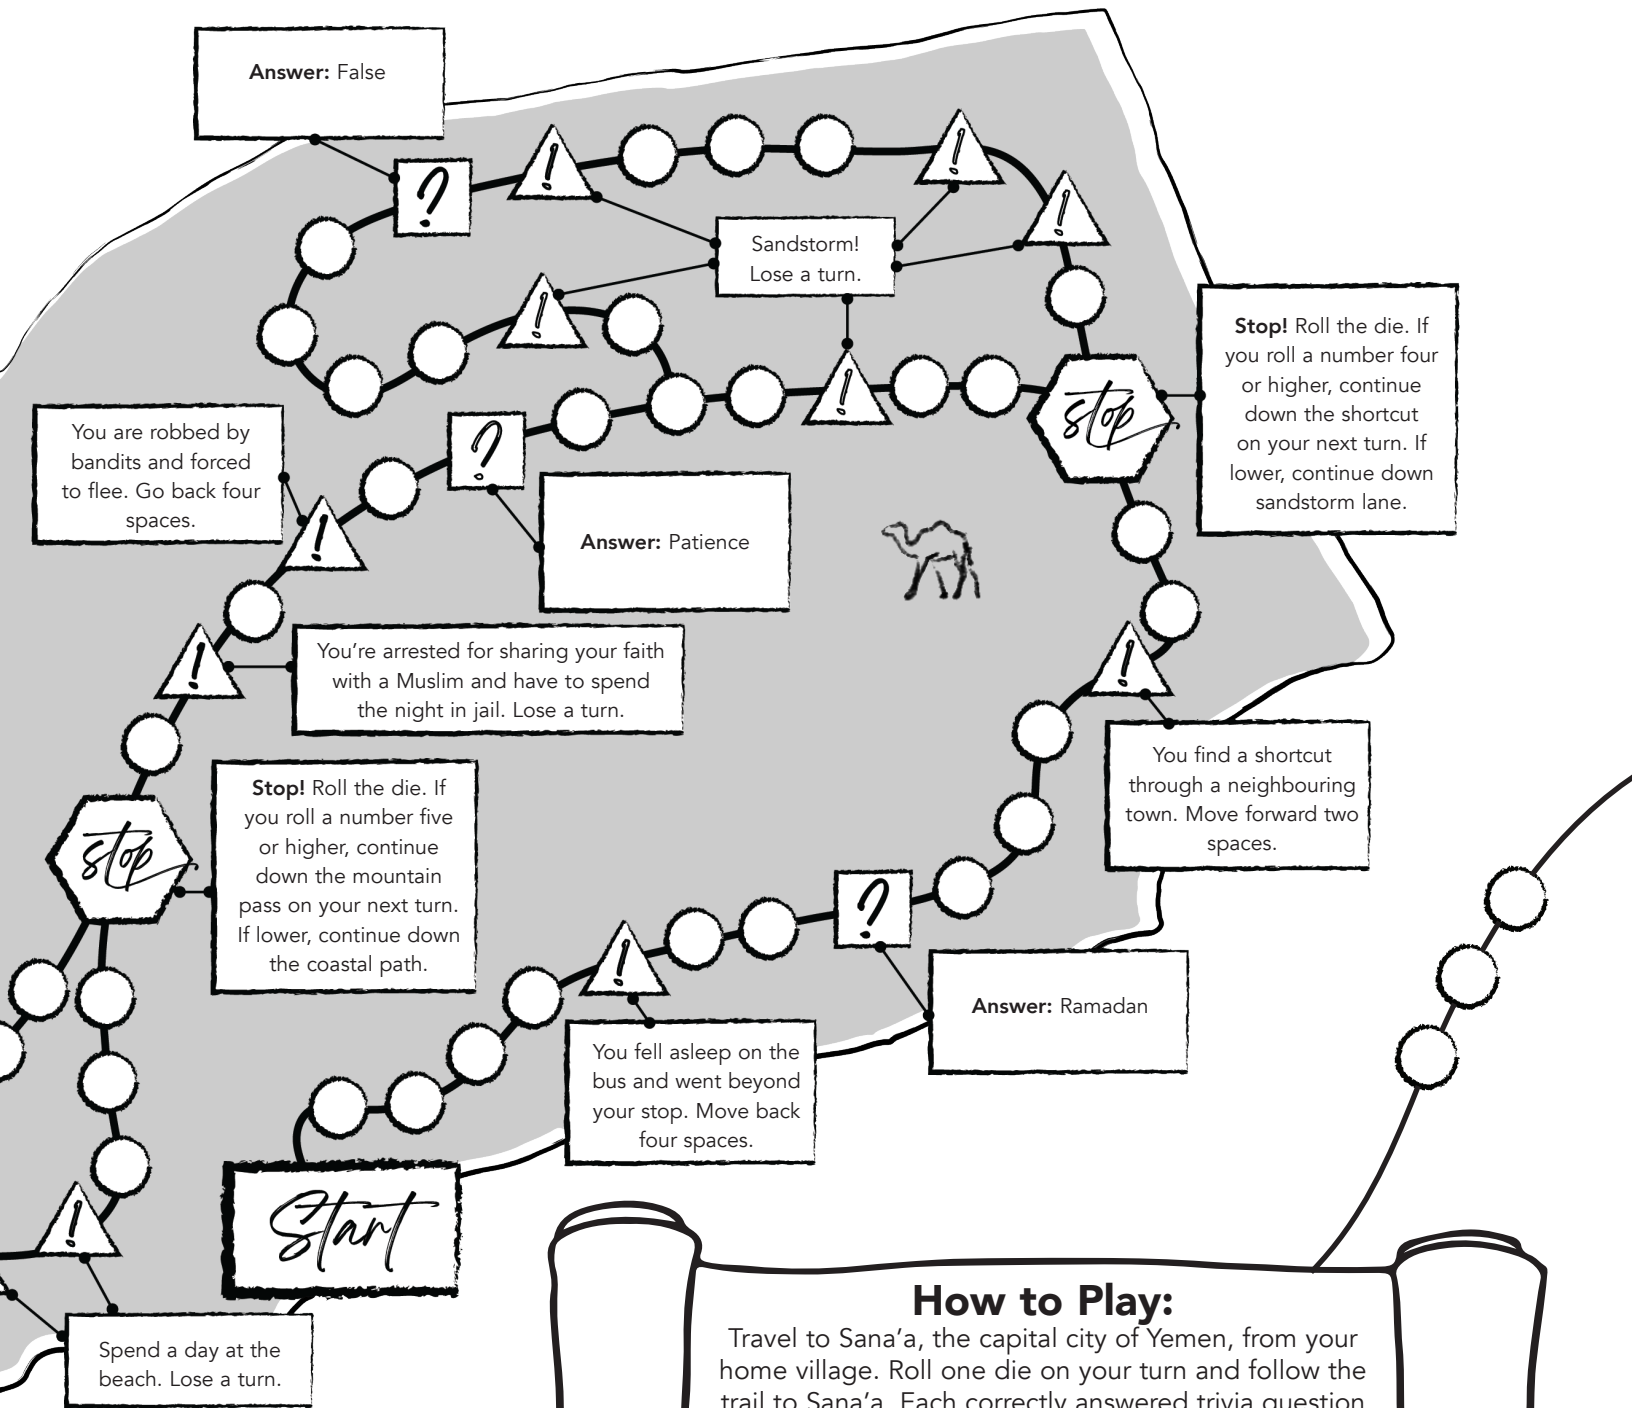 Answer: False
?
!
!
!
Sandstorm!
Lose a turn.
!
!
Stop! Roll the die. If
you roll a number four
or higher, continue
down the shortcut
on your next turn. If
lower, continue down
sandstorm lane.
stop
You are robbed by
bandits and forced
to flee. Go back four
spaces.
!
?
Answer: Patience
You're arrested for sharing your faith
with a Muslim and have to spend
the night in jail. Lose a turn.
!
!
You find a shortcut
through a neighbouring
town. Move forward two
spaces.
stop
Stop! Roll the die. If
you roll a number five
or higher, continue
down the mountain
pass on your next turn.
If lower, continue down
the coastal path.
?
Answer: Ramadan
!
You fell asleep on the
bus and went beyond
your stop. Move back
four spaces.
!
Start
Spend a day at the
beach. Lose a turn.
How to Play:
Travel to Sana'a, the capital city of Yemen, from your
home village. Roll one die on your turn and follow the
trail to Sana'a. Each correctly answered trivia question